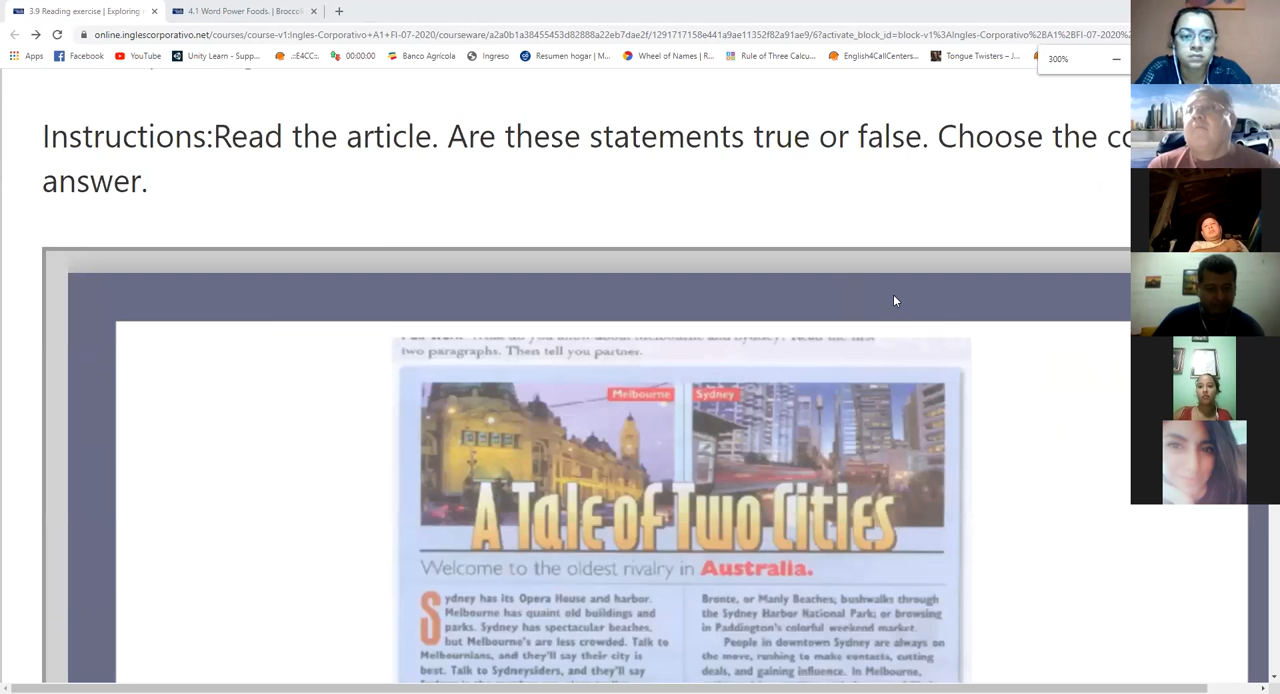 3.9 Reading exercise | Exploring
4.1 Word Power Foods. | Broccoli
online.inglescorporativo.net/courses/course-v1:Ingles-Corporativo+A1+FI-07-2020/courseware/a2a0b1a38455453d82888a22eb7dae2f/1291717158e441a9ae11352f82a91ae9/6?activate_block_id=block-v1%3AIngles-Corporativo%2BA1%2BFI-07-2020%2
Apps Facebook YouTube Unity Learn - Supp... .:E4CC:. 00:00:00 Banco Agrícola Ingreso Resumen hogar | M... Wheel of Names | R... Rule of Three Calcu... English4CallCenters... Tongue Twisters – J...
300%
Instructions:Read the article. Are these statements true or false. Choose the co
answer.
two paragraphs. Then tell you partner.
Melbourne Sydney
A Tale of Two Cities
Welcome to the oldest rivalry in Australia.
Sydney has its Opera House and harbor.
Melbourne has quaint old buildings and
parks. Sydney has spectacular beaches,
but Melbourne's are less crowded. Talk to
Melbournians, and they'll say their city is
best. Talk to Sydneysiders, and they'll say
Bronte, or Manly Beaches; bushwalks through
the Sydney Harbor National Park; or browsing
in Paddington's colorful weekend market.
People in downtown Sydney are always on
the move, rushing to make contacts, cutting
deals, and gaining influence. In Melbourne,